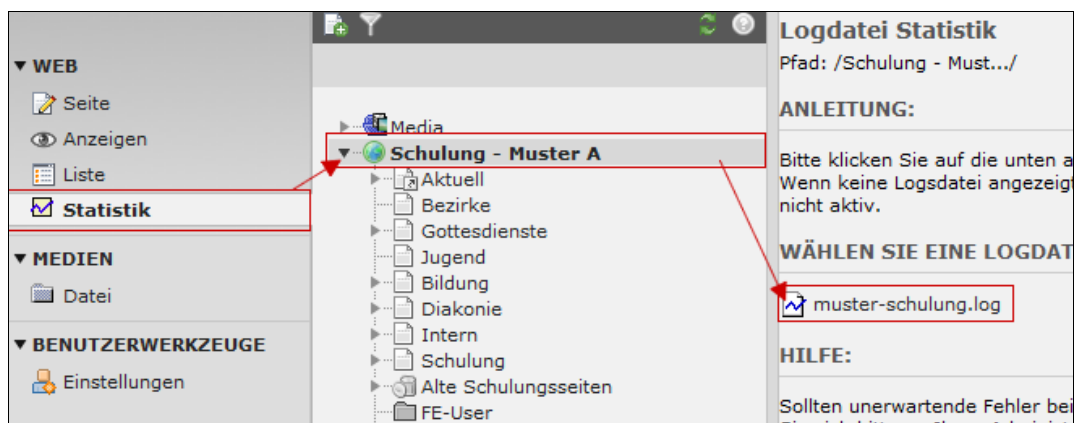 WEB
Seite
Anzeigen
Liste
Statistik
MEDIEN
Datei
BENUTZERWERKZEUGE
Einstellungen
Media
Schulung - Muster A
Aktuell
Bezirke
Gottesdienste
Jugend
Bildung
Diakonie
Intern
Schulung
Alte Schulungsseiten
FE-User
Logdatei Statistik
Pfad: /Schulung - Must.../
ANLEITUNG:
Bitte klicken Sie auf die unten a
Wenn keine Logsdatei angezeigt
nicht aktiv.
WÄHLEN SIE EINE LOGDAT
muster-schulung.log
HILFE:
Sollten unerwartende Fehler bei